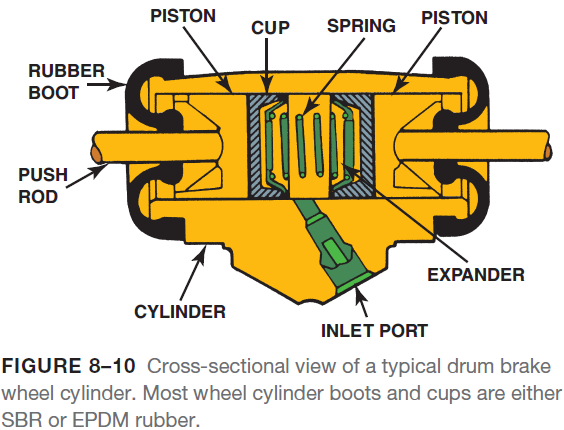 PISTON
CUP
SPRING
PISTON
RUBBER
BOOT
PUSH
ROD
CYLINDER
INLET PORT
EXPANDER
FIGURE 8–10 Cross-sectional view of a typical drum brake
wheel cylinder. Most wheel cylinder boots and cups are either
SBR or EPDM rubber.